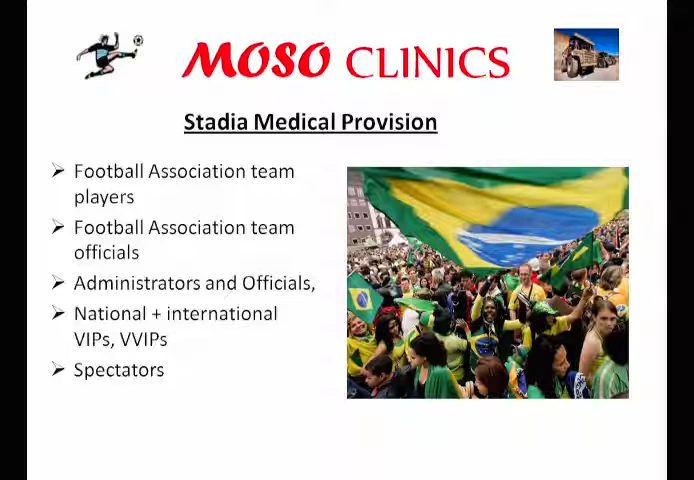 MOSO CLINICS
Stadia Medical Provision
➢ Football Association team
players
➢ Football Association team
officials
➢ Administrators and Officials,
➢ National + international
VIPs, VVIPs
➢ Spectators